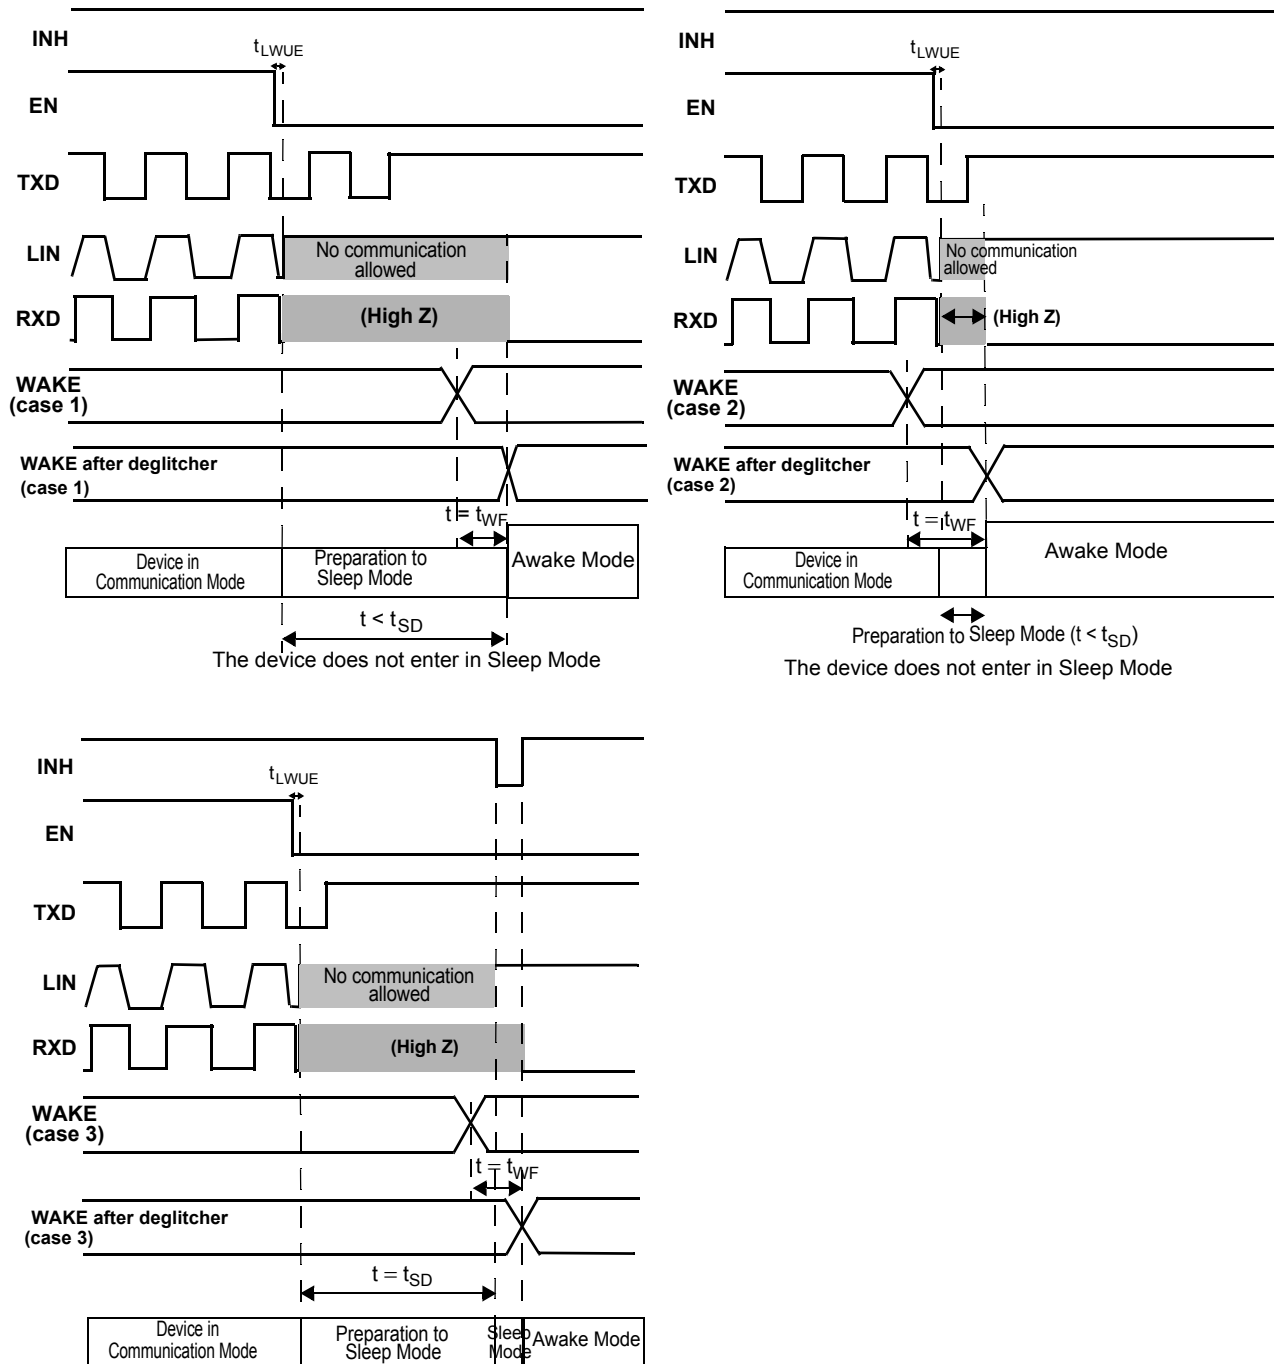 INH
tLWUE
EN
TXD
LIN
No communication
allowed
RXD
(High Z)
WAKE
(case 1)
WAKE after deglitcher
(case 1)
t = tWF
Device in
Communication Mode
Preparation to
Sleep Mode
Awake Mode
t < tSD
The device does not enter in Sleep Mode
INH
tLWUE
EN
TXD
LIN
No communication
allowed
RXD
(High Z)
WAKE
(case 2)
WAKE after deglitcher
(case 2)
t = tWF
Device in
Communication Mode
Awake Mode
Preparation to Sleep Mode (t < tSD)
The device does not enter in Sleep Mode
INH
tLWUE
EN
TXD
LIN
No communication
allowed
RXD
(High Z)
WAKE
(case 3)
t = tWF
WAKE after deglitcher
(case 3)
t = tSD
Device in
Communication Mode
Preparation to
Sleep Mode
Sleep
Mode
Awake Mode